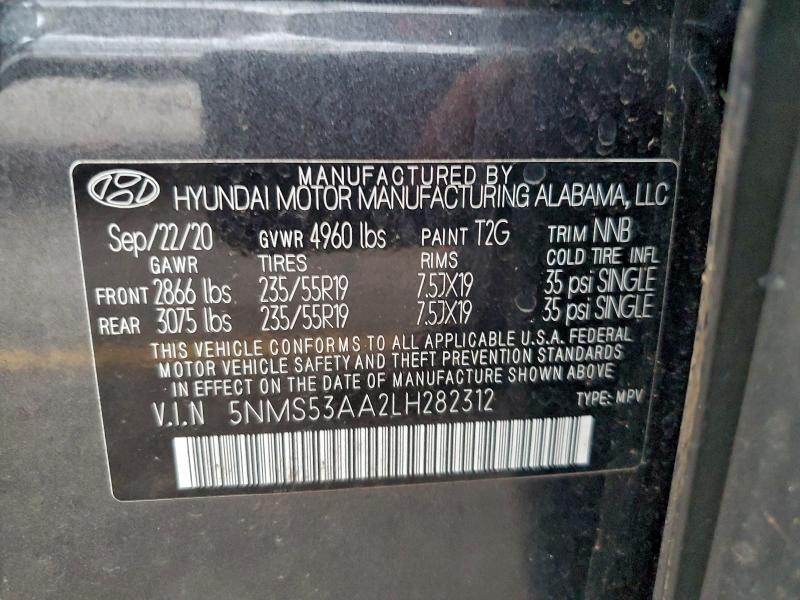 MANUFACTURED BY
HYUNDAI MOTOR MANUFACTURING ALABAMA, LLC
Sep/22/20 GVWR 4960 lbs PAINT T2G TRIM NNB
GAWR TIRES RIMS COLD TIRE INFL
FRONT 2866 lbs 235/55R19 7.5JX19 35 psi SINGLE
REAR 3075 lbs 235/55R19 7.5JX19 35 psi SINGLE
THIS VEHICLE CONFORMS TO ALL APPLICABLE U.S.A. FEDERAL
MOTOR VEHICLE SAFETY AND THEFT PREVENTION STANDARDS
IN EFFECT ON THE DATE OF MANUFACTURE SHOWN ABOVE
V.I.N 5NMS53AA2LH282312 TYPE: MPV